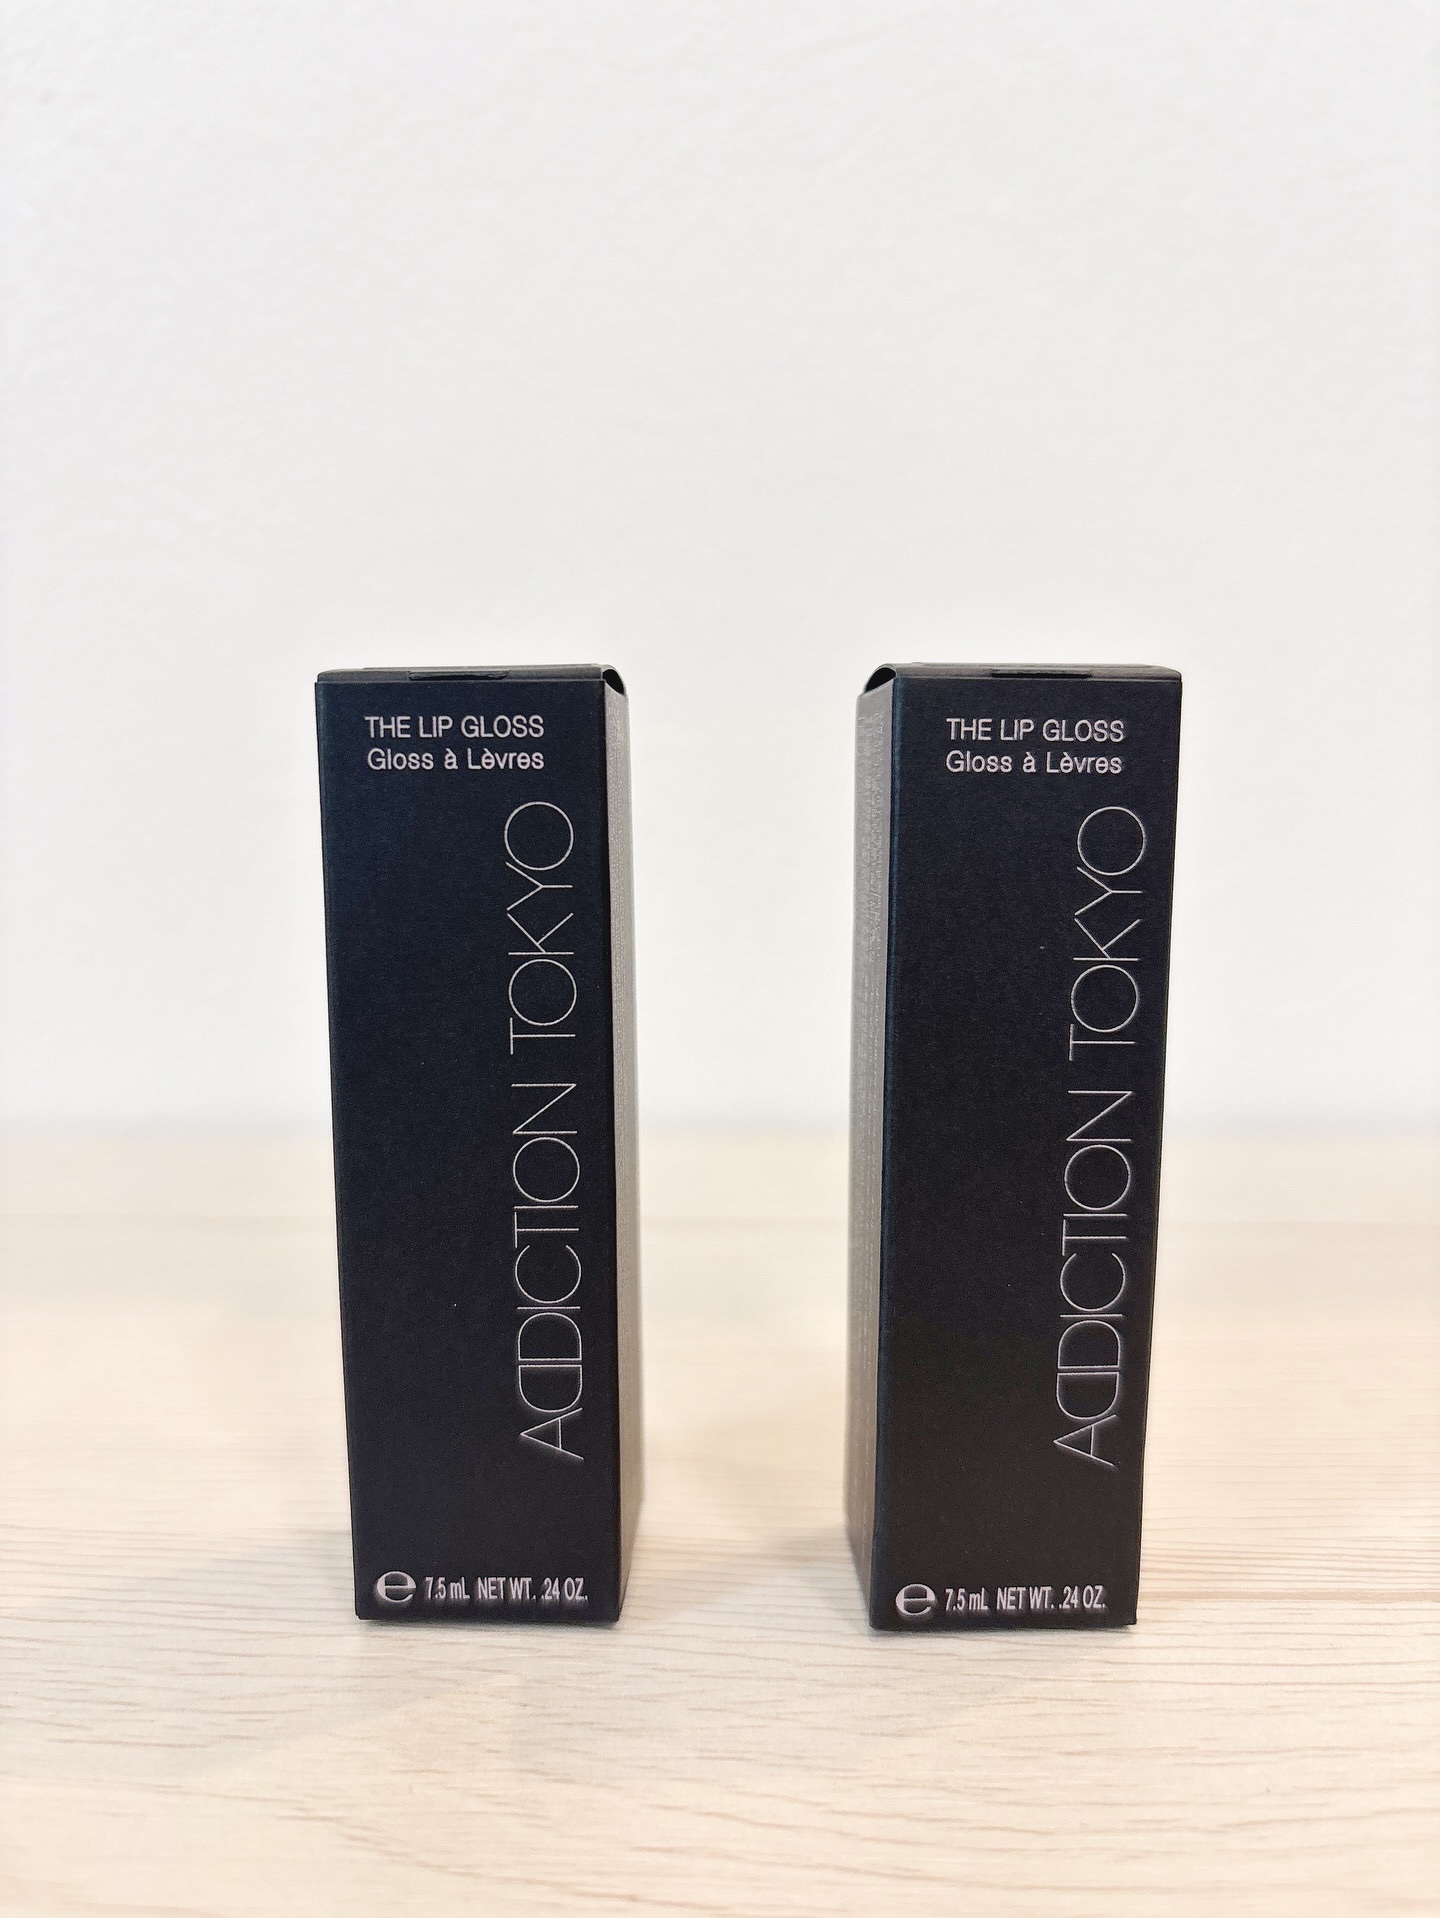 THE LIP GLOSS
Gloss à Lèvres
ADDICTION TOKYO
e 7.5 mL NET WT. .24 OZ.
THE LIP GLOSS
Gloss à Lèvres
ADDICTION TOKYO
e 7.5 mL NET WT. .24 OZ.